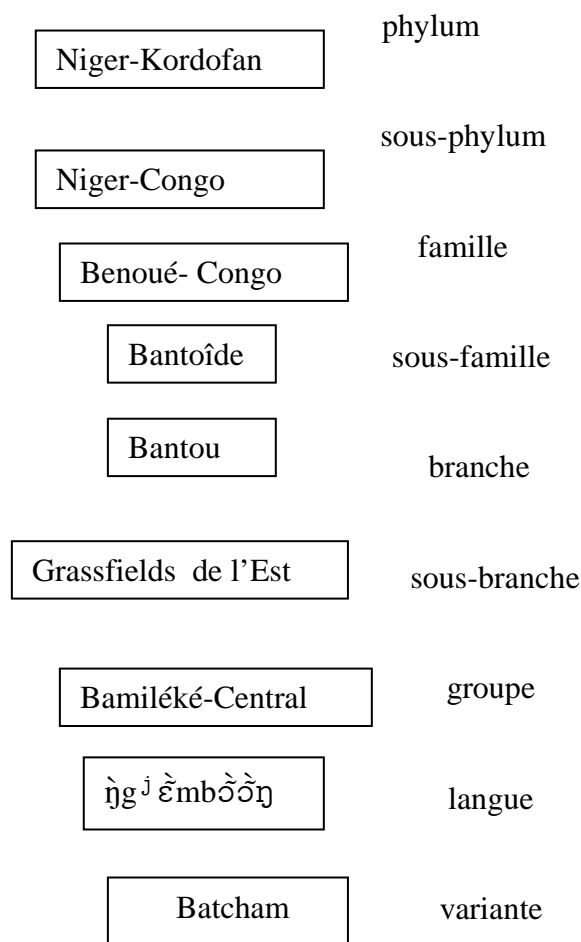 phylum
Niger-Kordofan
sous-phylum
Niger-Congo
famille
Benoué- Congo
Bantoîde sous-famille
Bantou
branche
Grassfields de l’Est sous-branche
groupe
Bamiléké-Central
ŋ̀gʲɛ̃̀mbɔ̃̀ɔ̃̀ŋ langue
Batcham variante